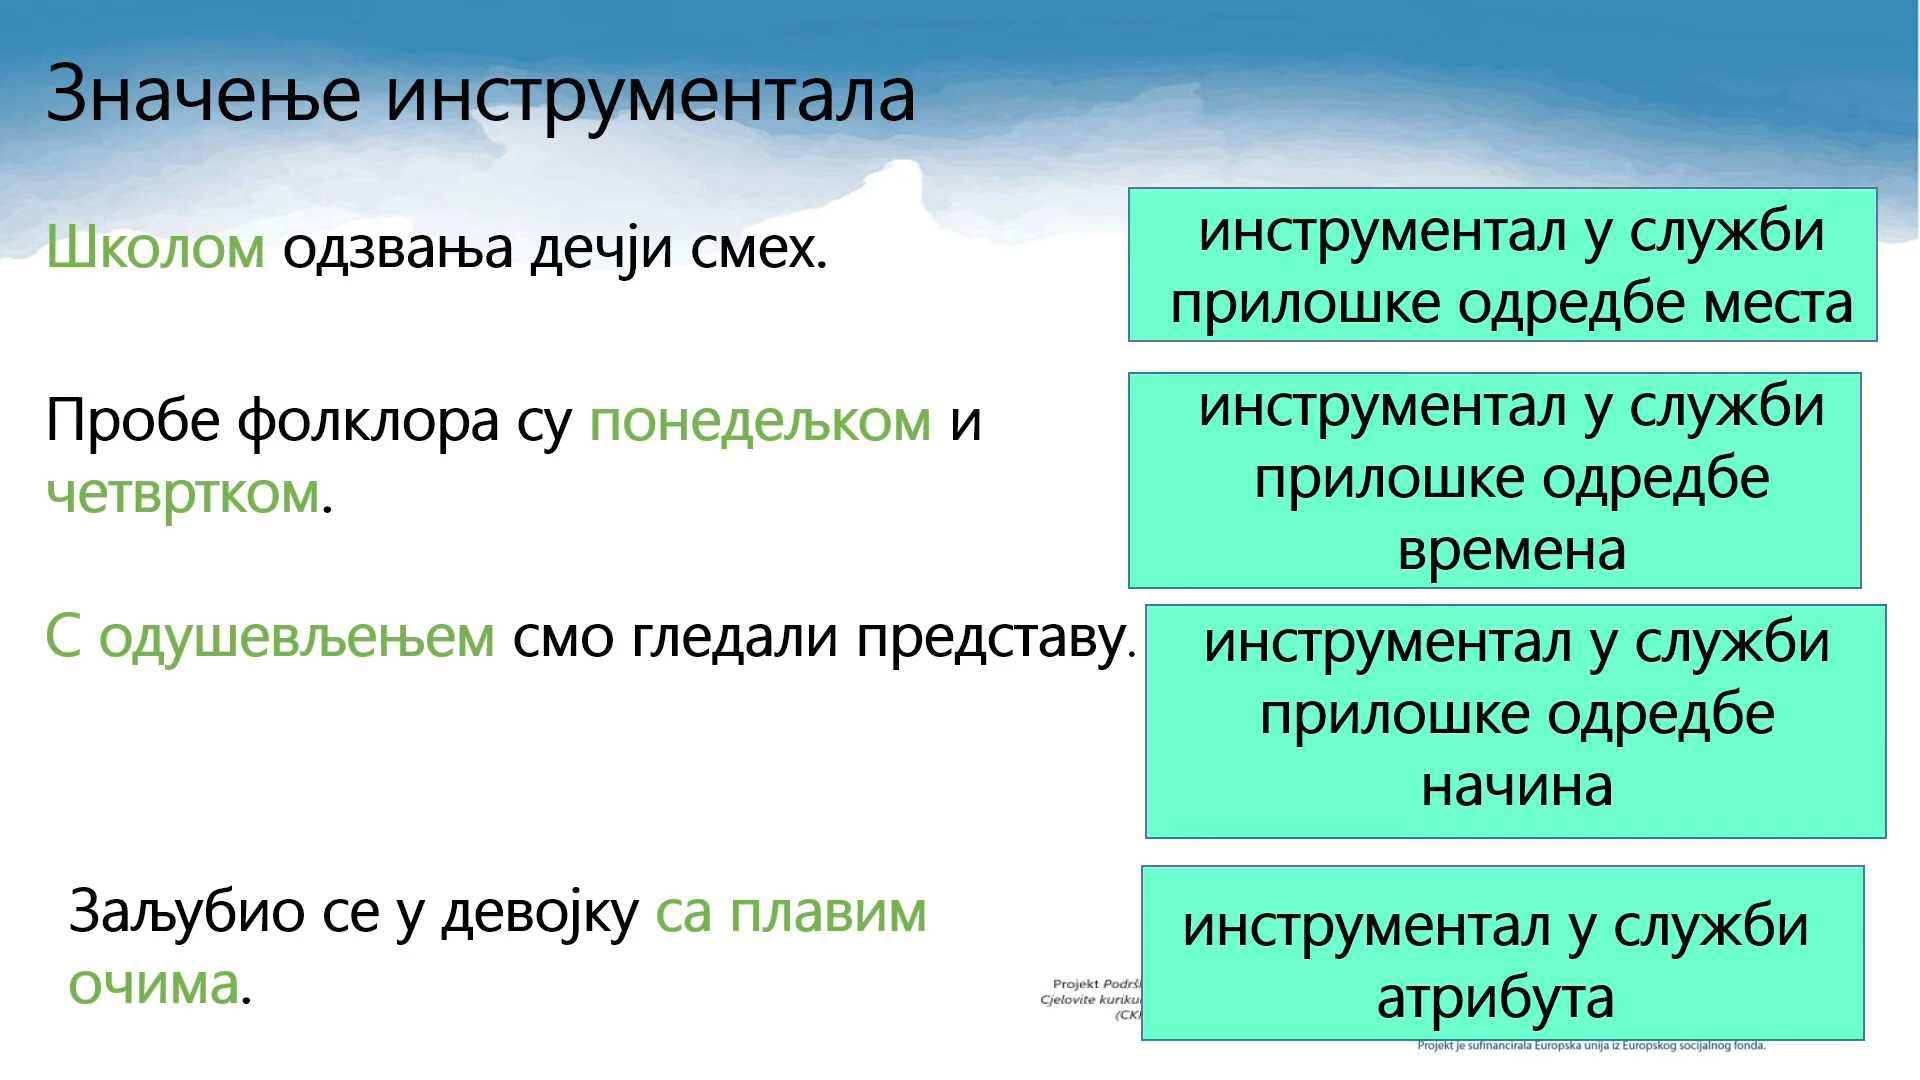 Значење инструментала
Школом одзвања дечји смех.
инструментал у служби
прилошке одредбе места
Пробе фолклора су понедељком и
четвртком.
инструментал у служби
прилошке одредбе
времена
С одушевљењем смо гледали представу.
инструментал у служби
прилошке одредбе
начина
Заљубио се у девојку са плавим
очима.
инструментал у служби
атрибута
Projekt
Cjelovite
Projekt je sufinancirala Europska unija iz Europskog socijalnog fonda.